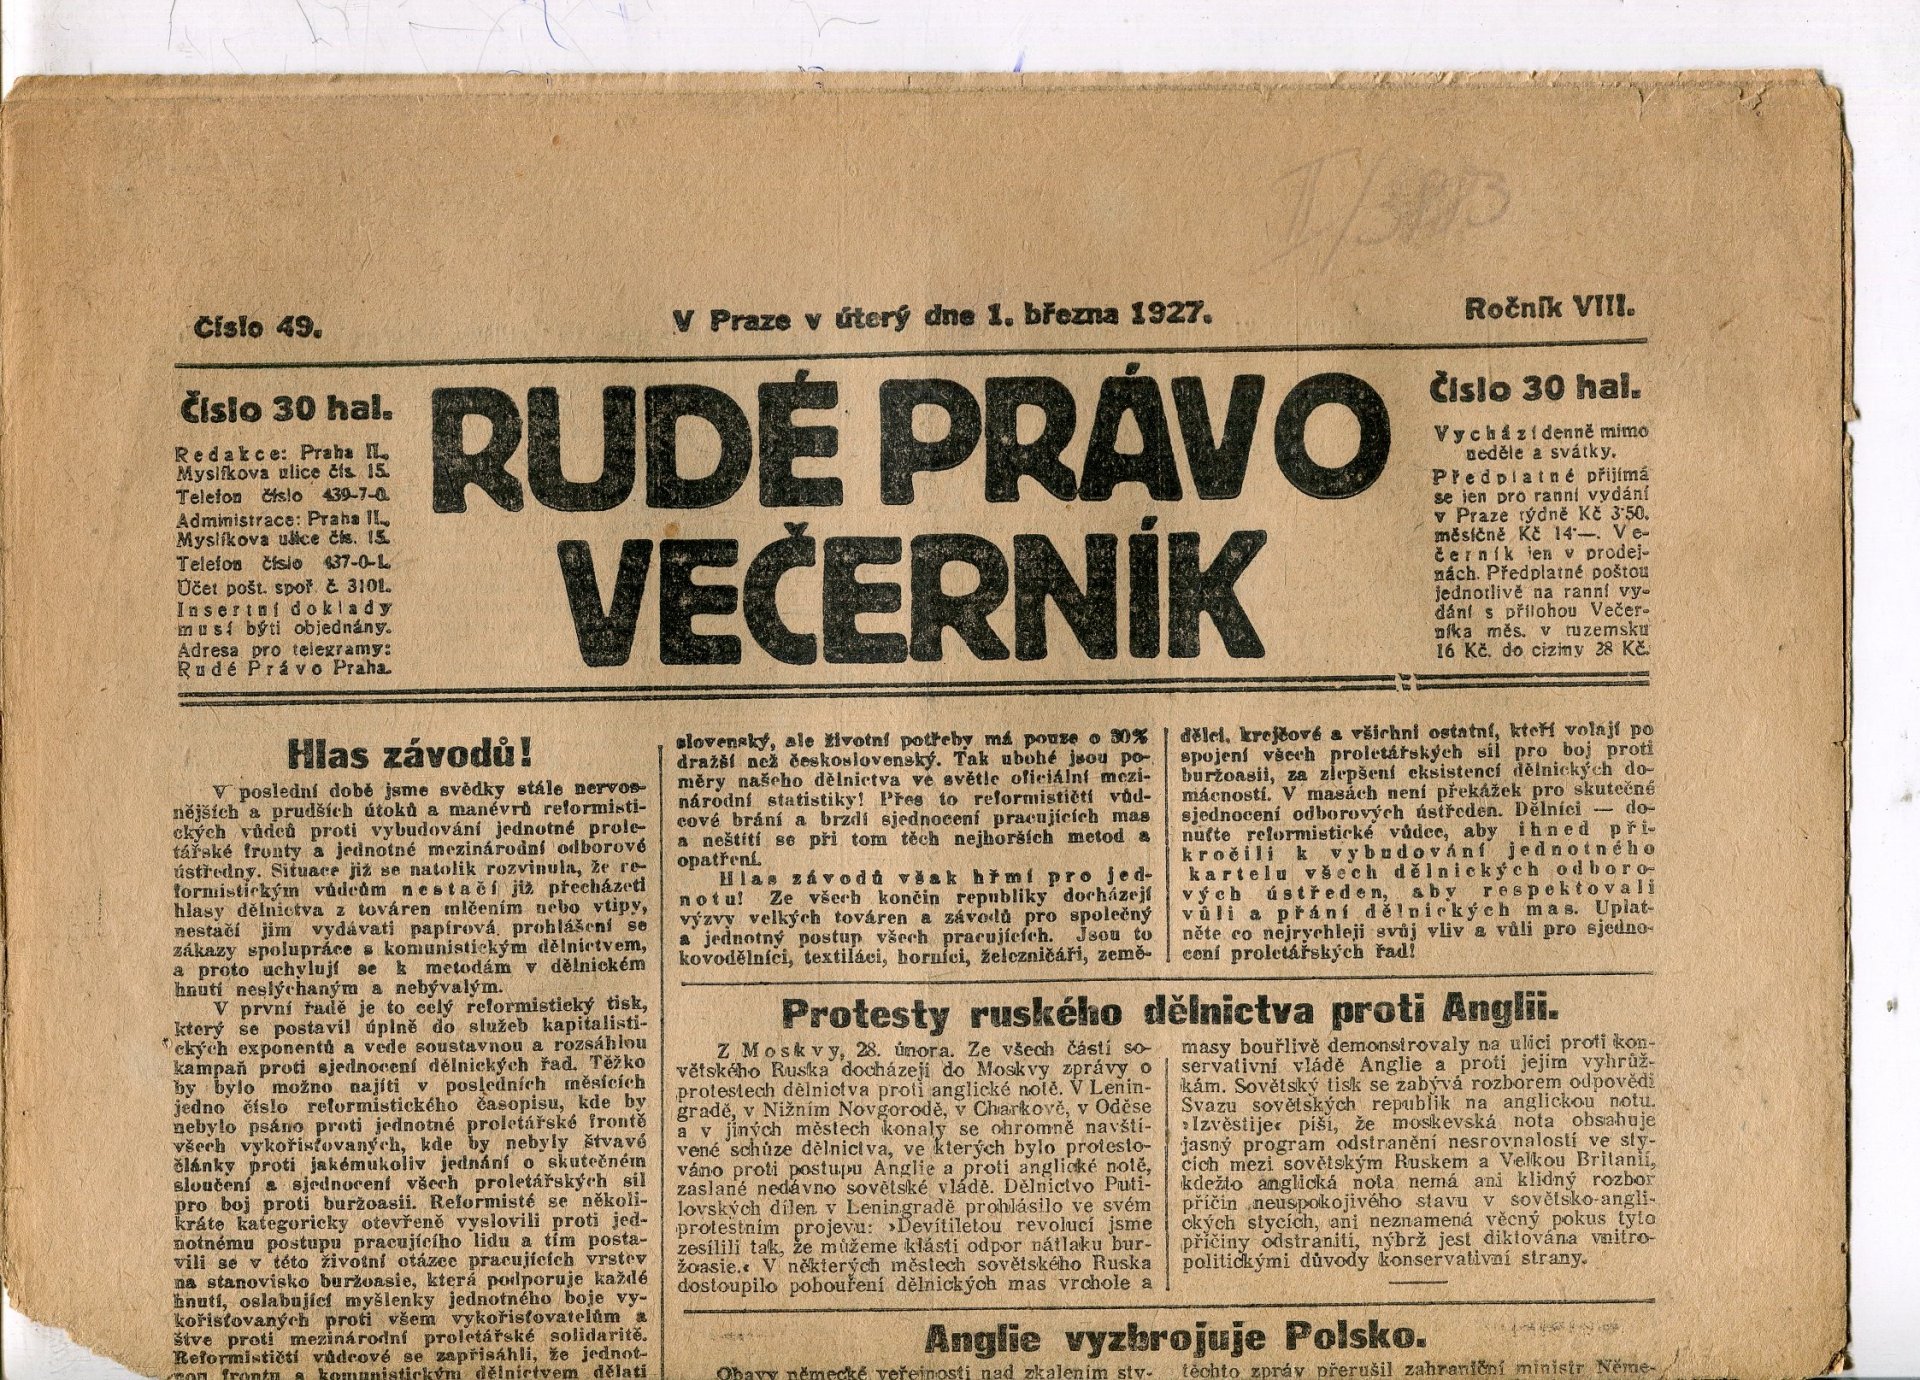 Číslo 49.
V Praze v úterý dne 1. března 1927.
Ročník VIII.
Číslo 30 hal.
Redakce: Praha II.,
Myslíkova ulice čís. 15.
Telefon číslo 439-7-0.
Administrace: Praha II.,
Myslíkova ulice čís. 15.
Telefon číslo 437-0-1.
Účet pošt. spoř. č. 3101.
Insertní doklady
musí býti objednány.
Adresa pro telegramy:
Rudé Právo Praha.
RUDÉ PRÁVO
VEČERNÍK
Číslo 30 hal.
Vychází denně mimo
neděle a svátky.
Předplatné přijímá
se jen pro ranní vydání
v Praze týdně Kč 3·50.
měsíčně Kč 14·—. Ve-
černík jen v prodej-
nách. Předplatné poštou
jednotlivě na ranní vy-
dání s přílohou Večer-
níka měs. v tuzemsku
16 Kč. do ciziny 28 Kč.
Hlas závodů!
V poslední době jsme svědky stále nervos-
nějších a prudších útoků a manévrů reformisti-
ckých vůdců proti vybudování jednotné prole-
tářské fronty a jednotné mezinárodní odborové
ústředny. Situace již se natolik rozvinula, že re-
formistickým vůdcům nestačí již přecházeti
hlasy dělnictva z továren mlčením nebo vtipy,
nestačí jim vydávati papírová prohlášení se
zákazy spolupráce s komunistickým dělnictvem,
a proto uchylují se k metodám v dělnickém
hnutí neslýchaným a nebývalým.
V první řadě je to celý reformistický tisk,
který se postavil úplně do služeb kapitalisti-
ckých exponentů a vede soustavnou a rozsáhlou
kampaň proti sjednocení dělnických řad. Těžko
by bylo možno najíti v posledních měsících
jedno číslo reformistického časopisu, kde by
nebylo psáno proti jednotné proletářské frontě
všech vykořisťovaných, kde by nebyly štvavé
články proti jakémukoliv jednání o skutečném
sloučení a sjednocení všech proletářských sil
pro boj proti buržoasii. Reformisté se několi-
kráte kategoricky otevřeně vyslovili proti jed-
notnému postupu pracujícího lidu a tím posta-
vili se v této životní otázce pracujících vrstev
na stanovisko buržoasie, která podporuje každé
hnutí, oslabující myšlenky jednotného boje vy-
kořisťovaných proti všem vykořisťovatelům a
štve proti mezinárodní proletářské solidaritě.
Reformističtí vůdcové se zapřisáhli, že jednot-
nou frontu s komunistickým dělnictvem dělati
slovenský, ale životní potřeby má pouze o 30%
dražší než československý. Tak ubohé jsou po-
měry našeho dělnictva ve světle oficiální mezi-
národní statistiky! Přes to reformističtí vůd-
cové brání a brzdí sjednocení pracujících mas
a neštítí se při tom těch nejhorších metod a
opatření.
Hlas závodů však hřmí pro jed-
notu! Ze všech končin republiky docházejí
výzvy velkých továren a závodů pro společný
a jednotný postup všech pracujících. Jsou to
kovodělníci, textiláci, horníci, železničáři, země-
dělci, krejčové a všichni ostatní, kteří volají po
spojení všech proletářských sil pro boj proti
buržoasii, za zlepšení eksistencí dělnických do-
mácností. V masách není překážek pro skutečné
sjednocení odborových ústředen. Dělníci — do-
nuťte reformistické vůdce, aby ihned při-
kročili k vybudování jednotného
kartelu všech dělnických odboro-
vých ústředen, aby respektovali
vůli a přání dělnických mas. Uplat-
něte co nejrychleji svůj vliv a vůli pro sjedno-
cení proletářských řad!
Protesty ruského dělnictva proti Anglii.
Z Moskvy, 28. února. Ze všech částí so-
větského Ruska docházejí do Moskvy zprávy o
protestech dělnictva proti anglické notě. V Lenin-
gradě, v Nižním Novgorodě, v Charkově, v Oděse
a v jiných městech konaly se ohromně navští-
vené schůze dělnictva, ve kterých bylo protesto-
váno proti postupu Anglie a proti anglické notě,
zaslané nedávno sovětské vládě. Dělnictvo Puti-
lovských dílen v Leningradě prohlásilo ve svém
protestním projevu: »Devítiletou revolucí jsme
zesílili tak, že můžeme klásti odpor nátlaku bur-
žoasie.« V některých městech sovětského Ruska
dostoupilo pobouření dělnických mas vrchole a
masy bouřlivě demonstrovaly na ulici proti kon-
servativní vládě Anglie a proti jejím vyhrůž-
kám. Sovětský tisk se zabývá rozborem odpovědi
Svazu sovětských republik na anglickou notu.
»Izvěstije« píší, že moskevská nota obsahuje
jasný program odstranění nesrovnalostí ve sty-
cích mezi sovětským Ruskem a Velkou Britanií,
kdežto anglická nota nemá ani klidný rozbor
příčin neuspokojivého stavu v sovětsko-angli-
ckých stycích, ani neznamená věcný pokus tyto
příčiny odstraniti, nýbrž jest diktována vnitro-
politickými důvody konservativní strany.
Anglie vyzbrojuje Polsko.
Obavy německé veřejnosti nad zkalením sty-
těchto zpráv přerušil zahraniční ministr Něme-